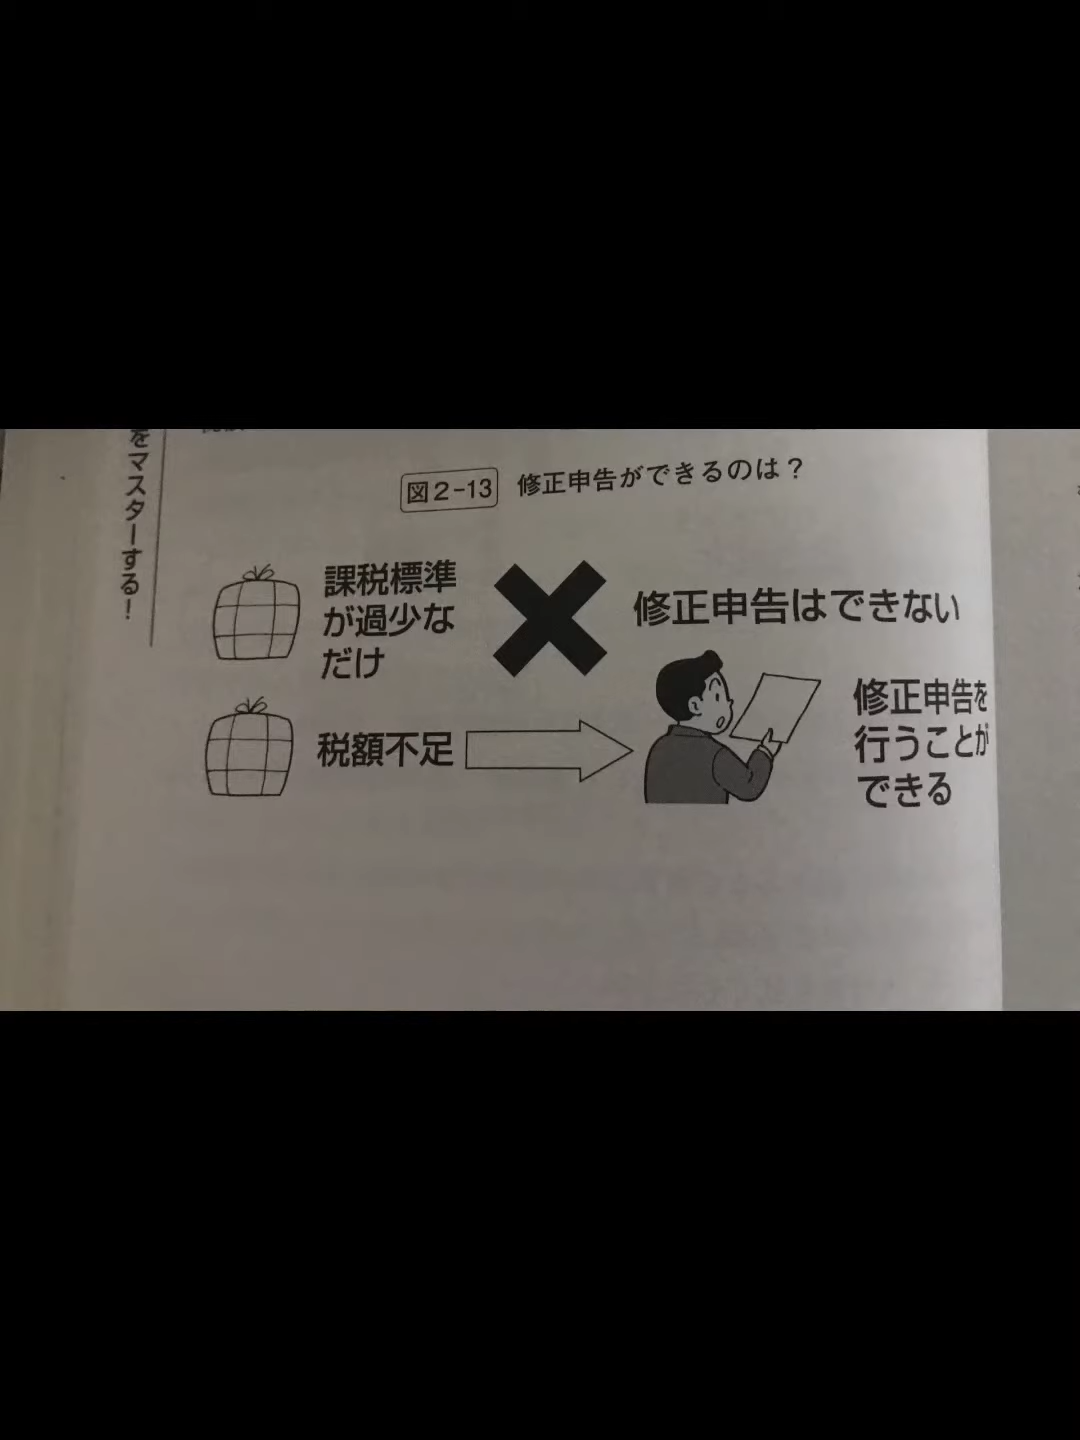 をマスターする！
図2-13 修正申告ができるのは？
課税標準
が過少な
だけ
修正申告はできない
税額不足
修正申告を
行うことが
できる